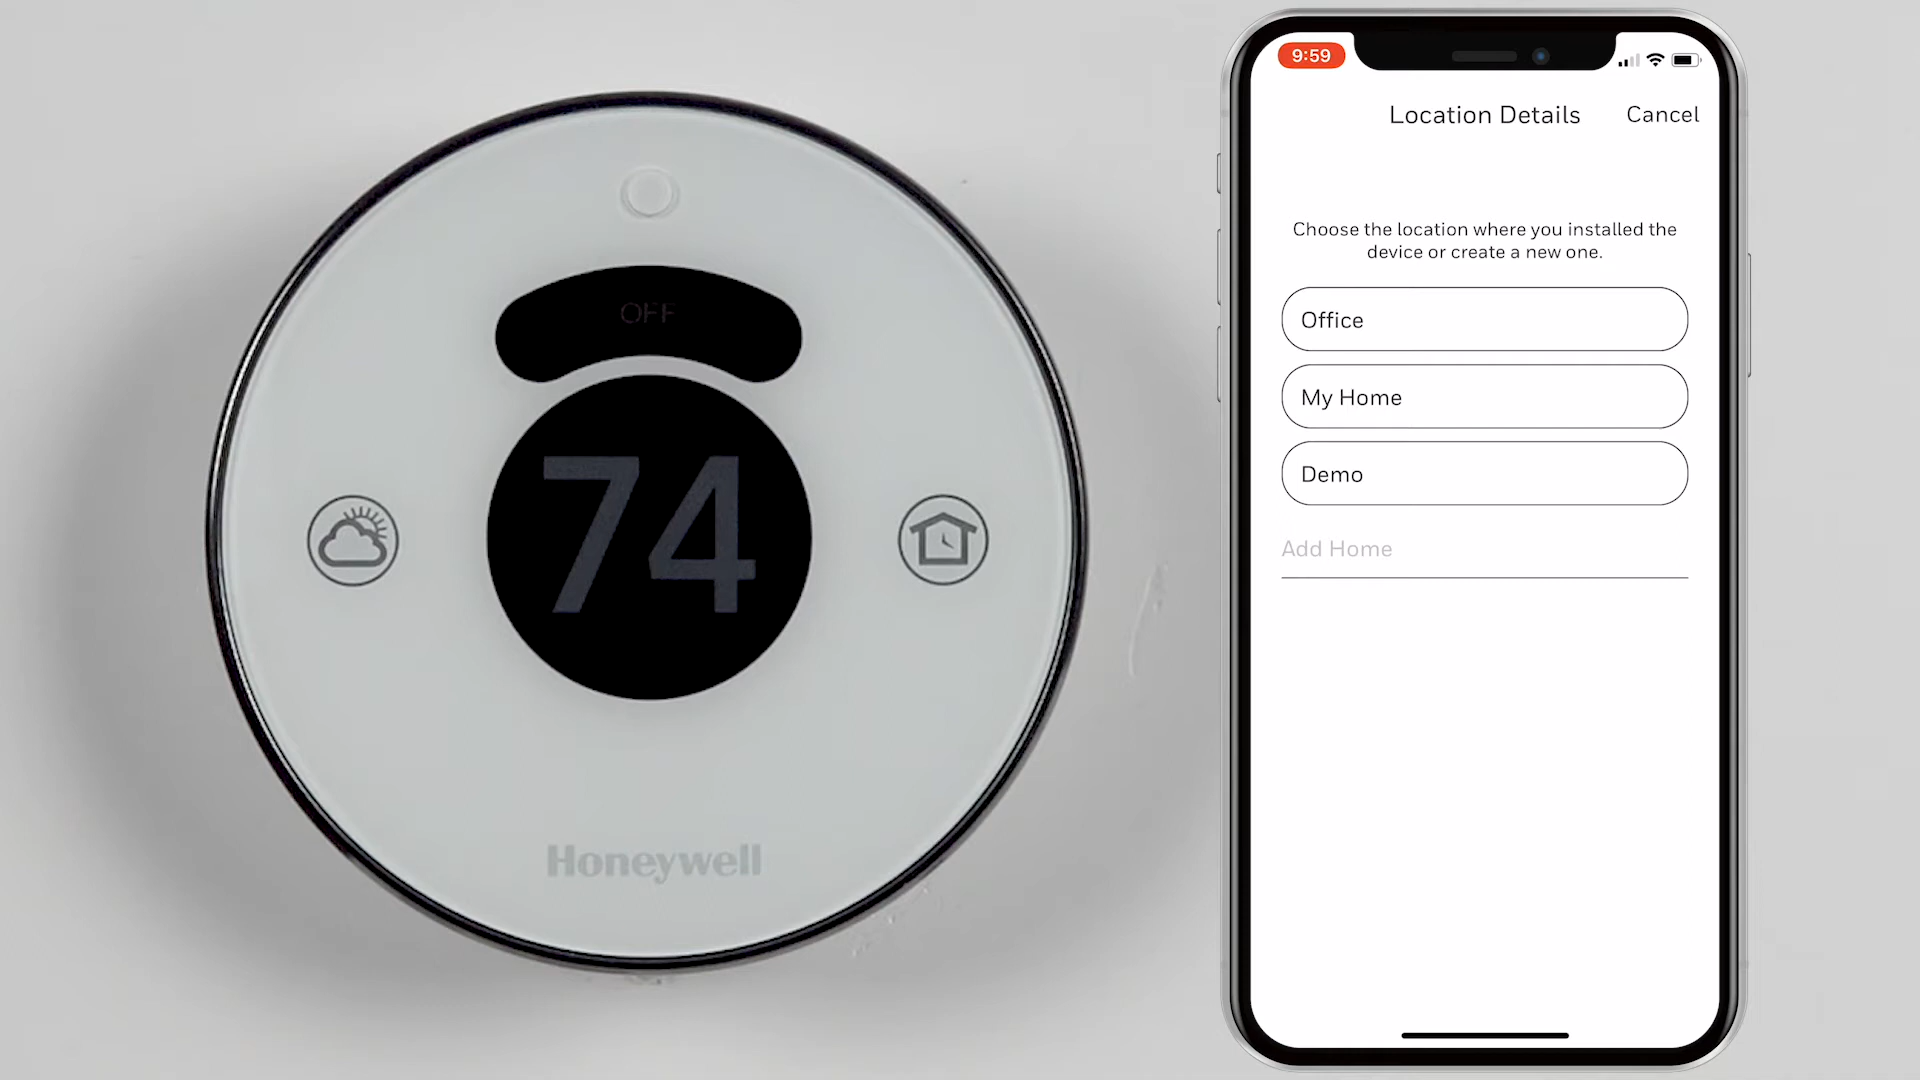 OFF
74
Honeywell
9:59
Location Details
Cancel
Choose the location where you installed the
device or create a new one.
Office
My Home
Demo
Add Home